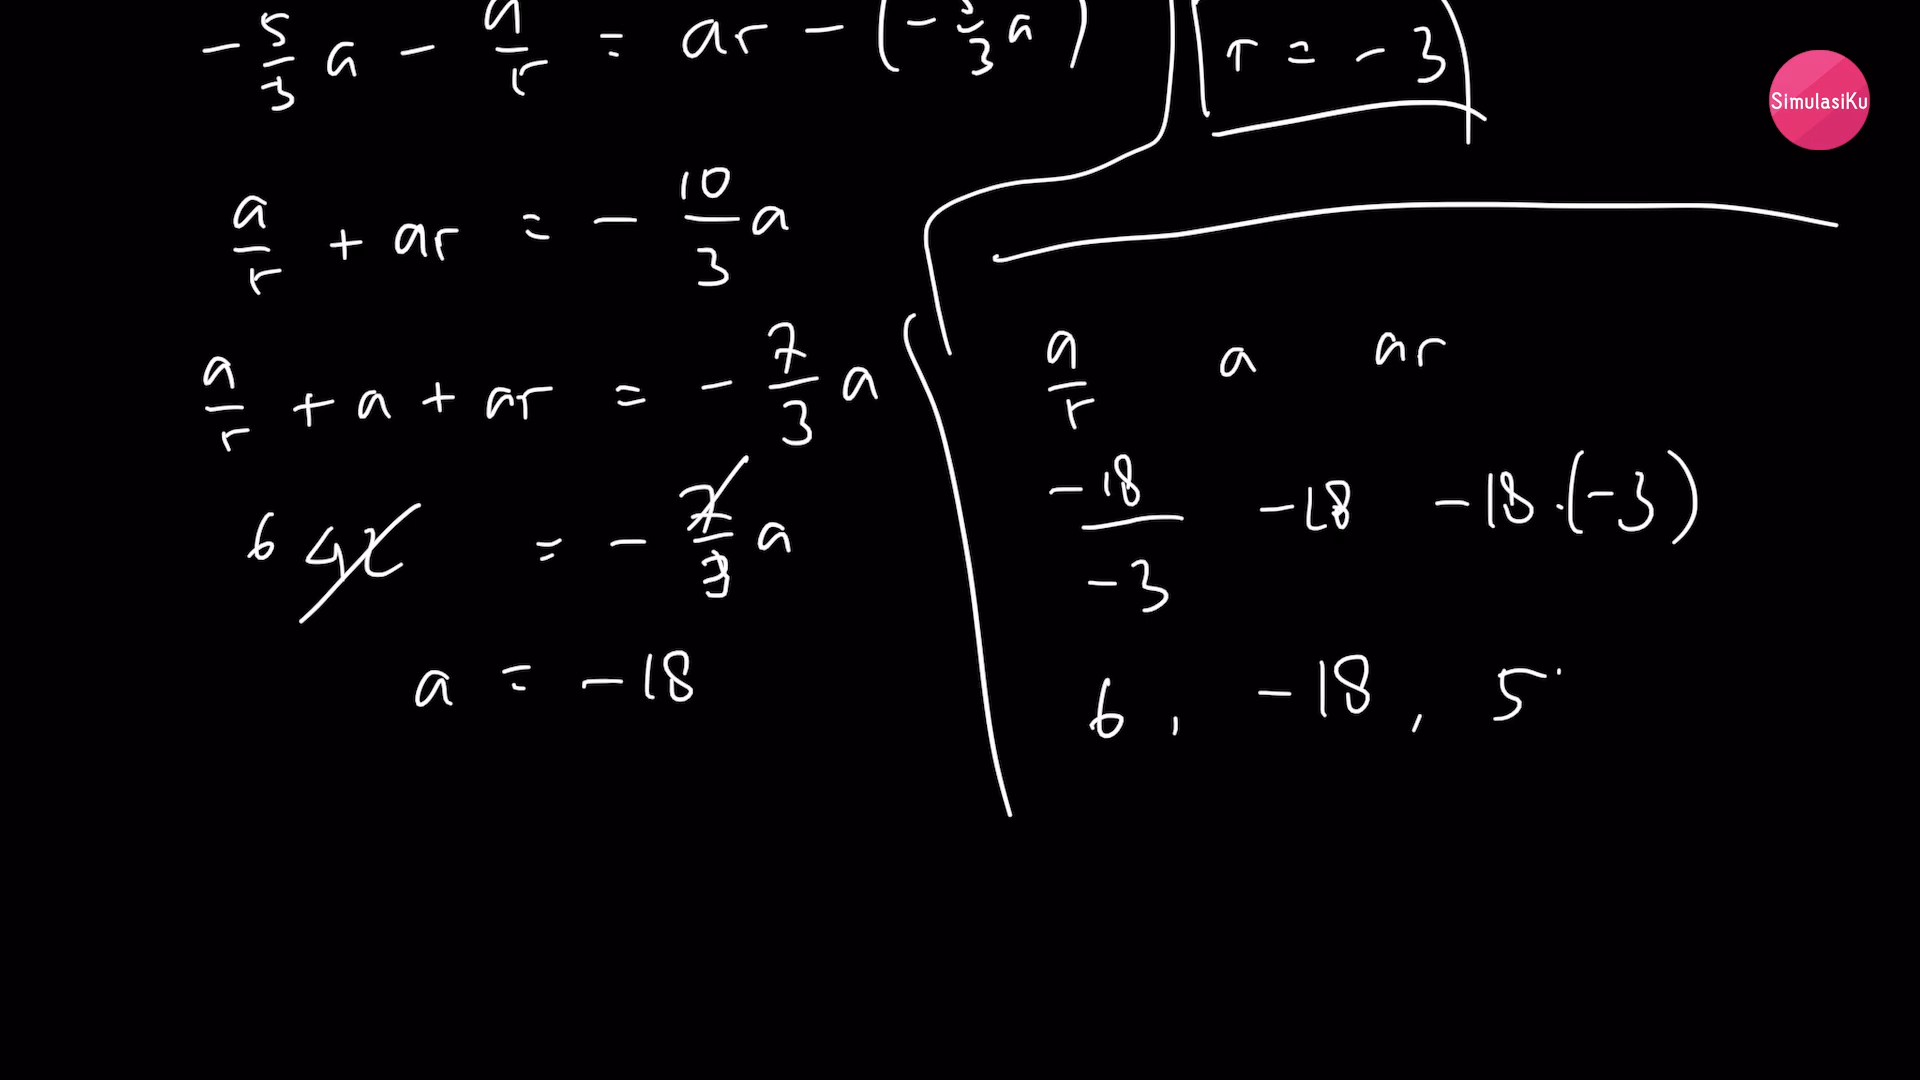 -5/3 a - a/r = ar - (-5/3 a)
a/r + ar = - 10/3 a
a/r + a + ar = - 7/3 a
6 42 = - 7/3 a
a = -18
r = -3
SimulasiKu
a/r a ar
-18/-3 -18 -18·(-3)
6, -18, 5